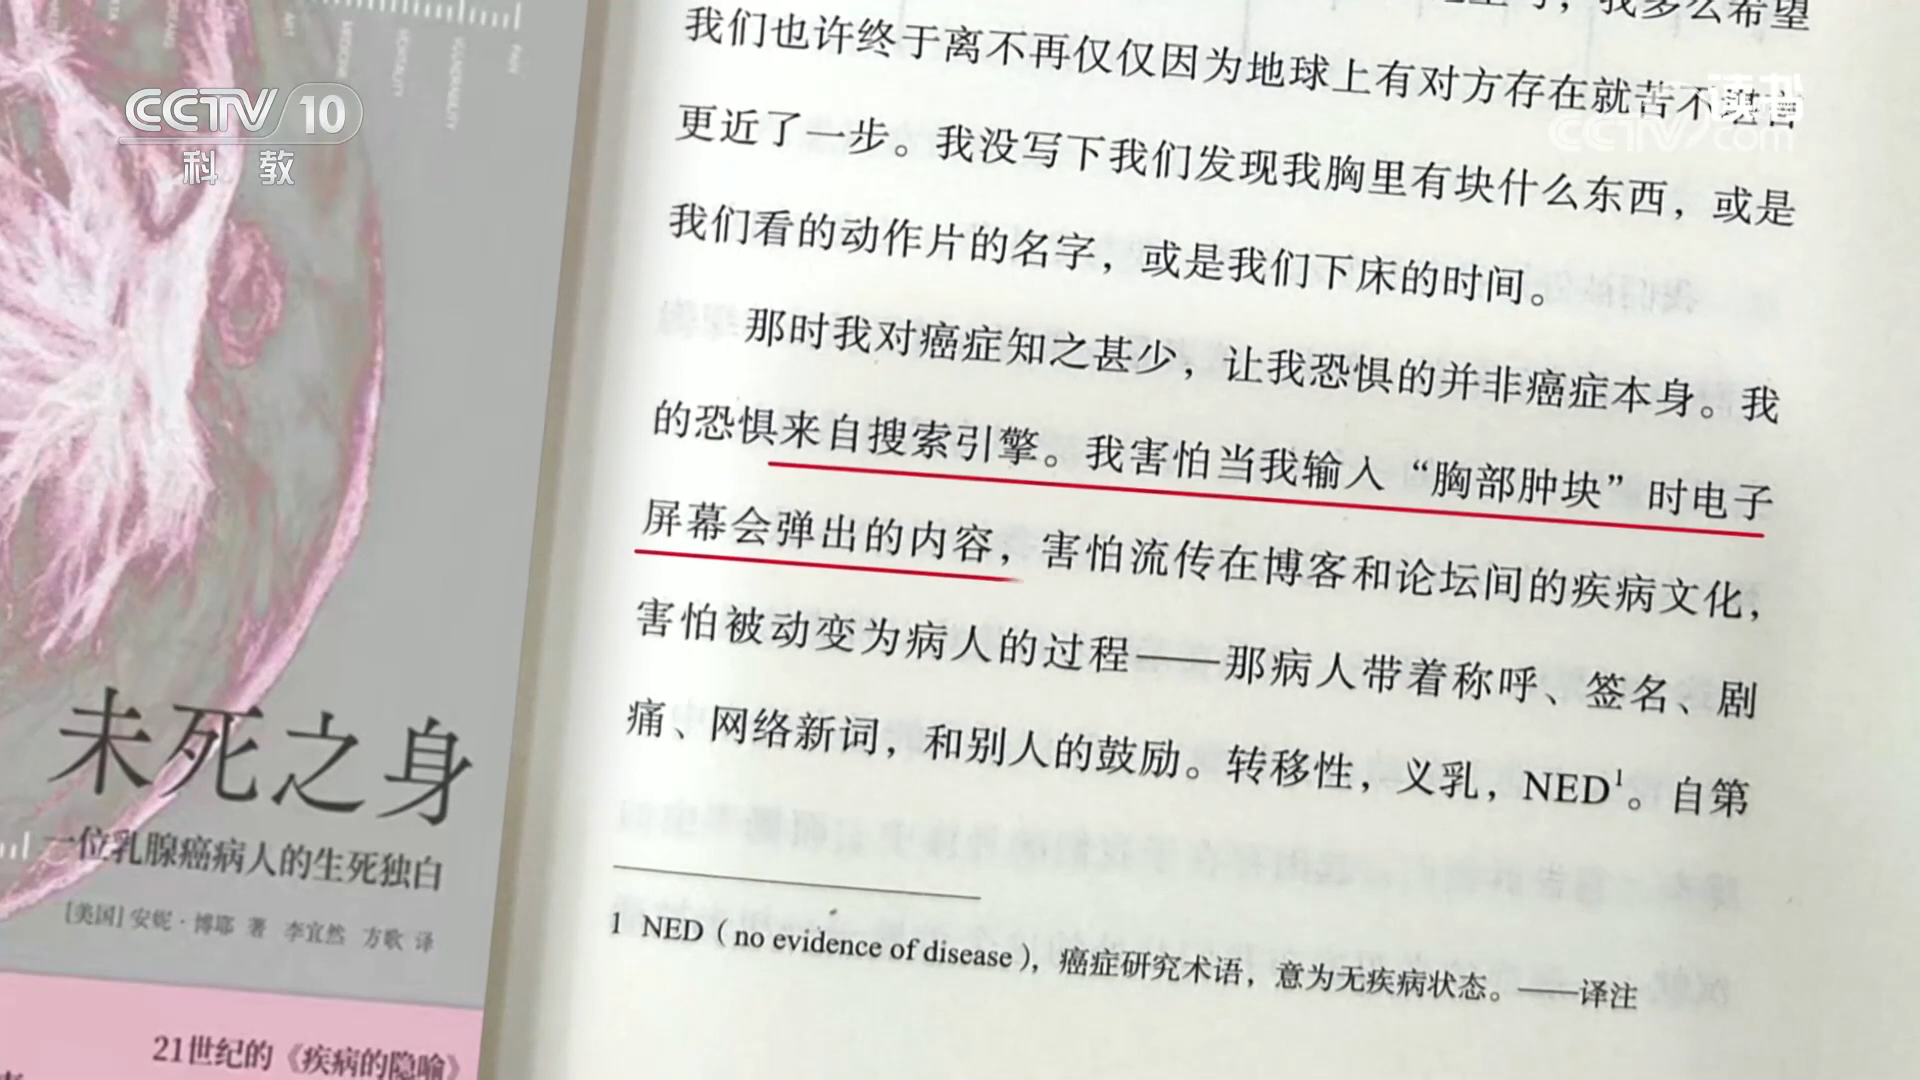 CCTV 10
科 教
读书
CCTV.com
ART
MEDICINE
MORTALITY
VULNERABILITY
PAIN
未死之身
一位乳腺癌病人的生死独白
[美国] 安妮·博耶 著 李宜然 方歌 译
21世纪的《疾病的隐喻》
我多么希望
我们也许终于离不再仅仅因为地球上有对方存在就苦不堪言
更近了一步。我没写下我们发现我胸里有块什么东西，或是
我们看的动作片的名字，或是我们下床的时间。
那时我对癌症知之甚少，让我恐惧的并非癌症本身。我
的恐惧来自搜索引擎。我害怕当我输入“胸部肿块”时电子
屏幕会弹出的内容，害怕流传在博客和论坛间的疾病文化，
害怕被动变为病人的过程——那病人带着称呼、签名、剧
痛、网络新词，和别人的鼓励。转移性，义乳，NED¹。自第
1 NED（no evidence of disease），癌症研究术语，意为无疾病状态。——译注